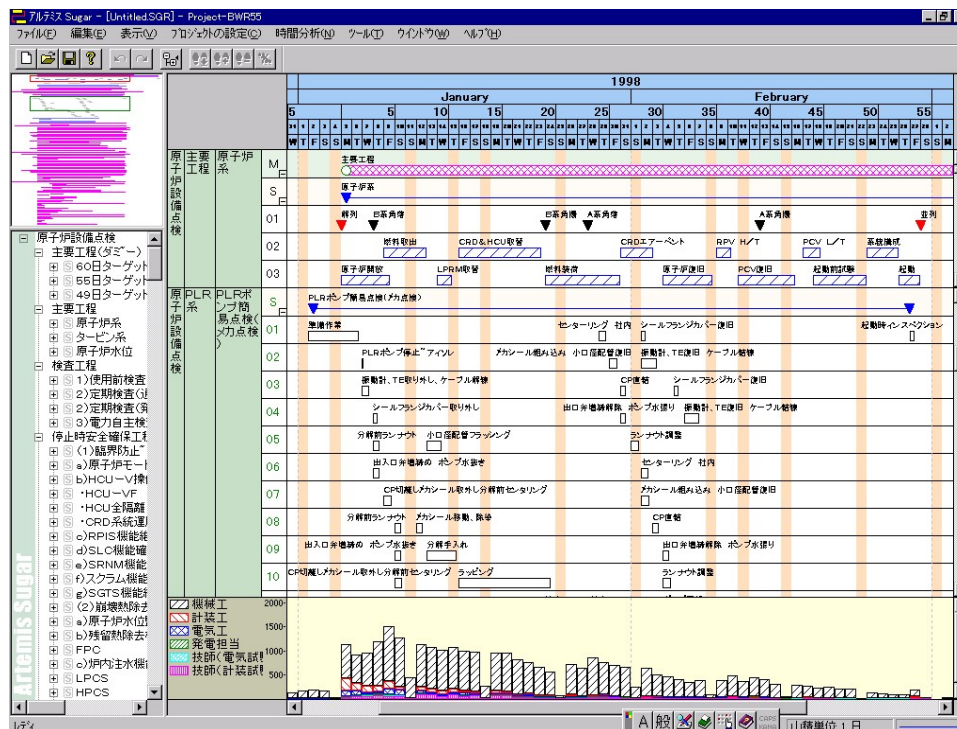 アルテミス Sugar - [Untitled.SGR] - Project-BWR55
ファイル(F) 編集(E) 表示(V) プロジェクトの設定(C) 時間分析(N) ツール(T) ウインドウ(W) ヘルプ(H)
1998
January February
5 5 10 15 20 25 30 35 40 45 50 55
原子炉設備点検
主要工程
原子炉系
M
主要工程
S
原子炉系
01
解列 B系角落 B系角揚 A系角落 A系角揚 並列
02
燃料取出 CRD&HCU取替 CRDエアーベント RPV H/T PCV L/T 系統構成
03
原子炉開放 LPRM取替 燃料装荷 原子炉復旧 PCV復旧 起動前試験 起動
原子炉設備点検
PLR系
PLRポンプ簡易点検(メカ点検)
S
PLRポンプ簡易点検(メカ点検)
01
準備作業 センターリング 社内 シールフランジカバー復旧 起動時インスペクション
02
PLRポンプ停止 アイソレ メカシール組み込み 小口径配管復旧 振動計、TE復旧 ケーブル結線
03
振動計、TE取り外し、ケーブル解線 CP直結 シールフランジカバー復旧
04
シールフランジカバー取り外し 出口弁増締解除 ポンプ水張り 振動計、TE復旧 ケーブル結線
05
分解前ランナウト 小口径配管フラッシング ランナウト調整
06
出入口弁増締め ポンプ水抜き センターリング 社内
07
CP切離しメカシール取外し分解前センタリング メカシール組み込み 小口径配管復旧
08
分解前ランナウト メカシール移動、除染 CP直結
09
出入口弁増締め ポンプ水抜き 分解手入れ 出口弁増締解除 ポンプ水張り
10
CP切離しメカシール取外し分解前センタリング ラッピング ランナウト調整
原子炉設備点検
主要工程(ダミー)
60日ターゲット
55日ターゲット
49日ターゲット
主要工程
原子炉系
タービン系
原子炉水位
検査工程
1)使用前検査
2)定期検査(
2)定期検査(発
3)電力自主検
停止時安全確保工程
(1)臨界防止
a)原子炉モード
b)HCU-V操
・HCU-VF
・HCU全隔離
・CRD系統運
c)RPIS機能
d)SLC機能確
e)SRNM機能
f)スクラム機能
g)SGTS機能
(2)崩壊熱除去
a)原子炉水位
b)残留熱除去
FPC
c)炉内注水機
LPCS
HPCS
Artemis Sugar
機械工
計装工
電気工
発電担当
技師(電気試験
技師(計装試験
2000-
1500-
1000-
500-
レディ
A 般
CAPS
KANA
山積単位 1 日